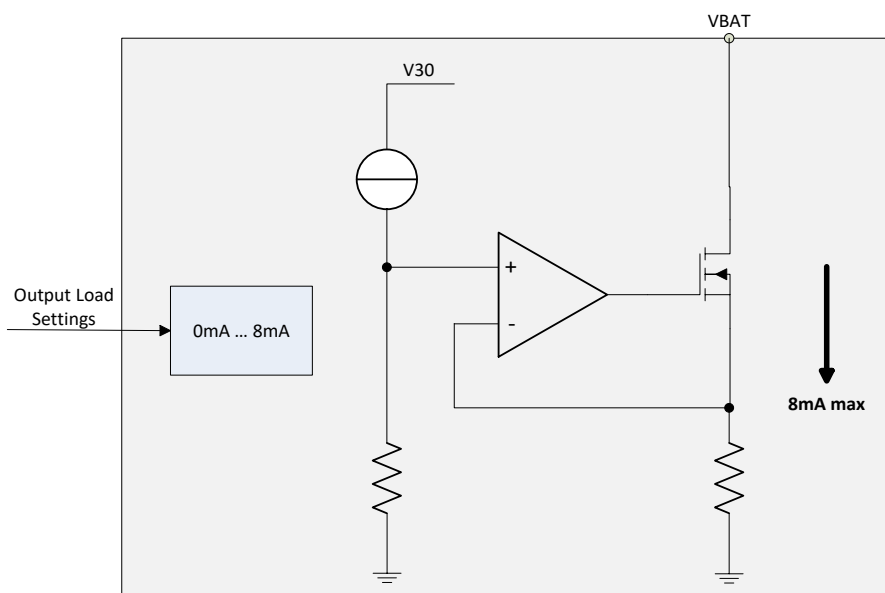 VBAT
V30
+
-
Output Load
Settings
0mA ... 8mA
8mA max